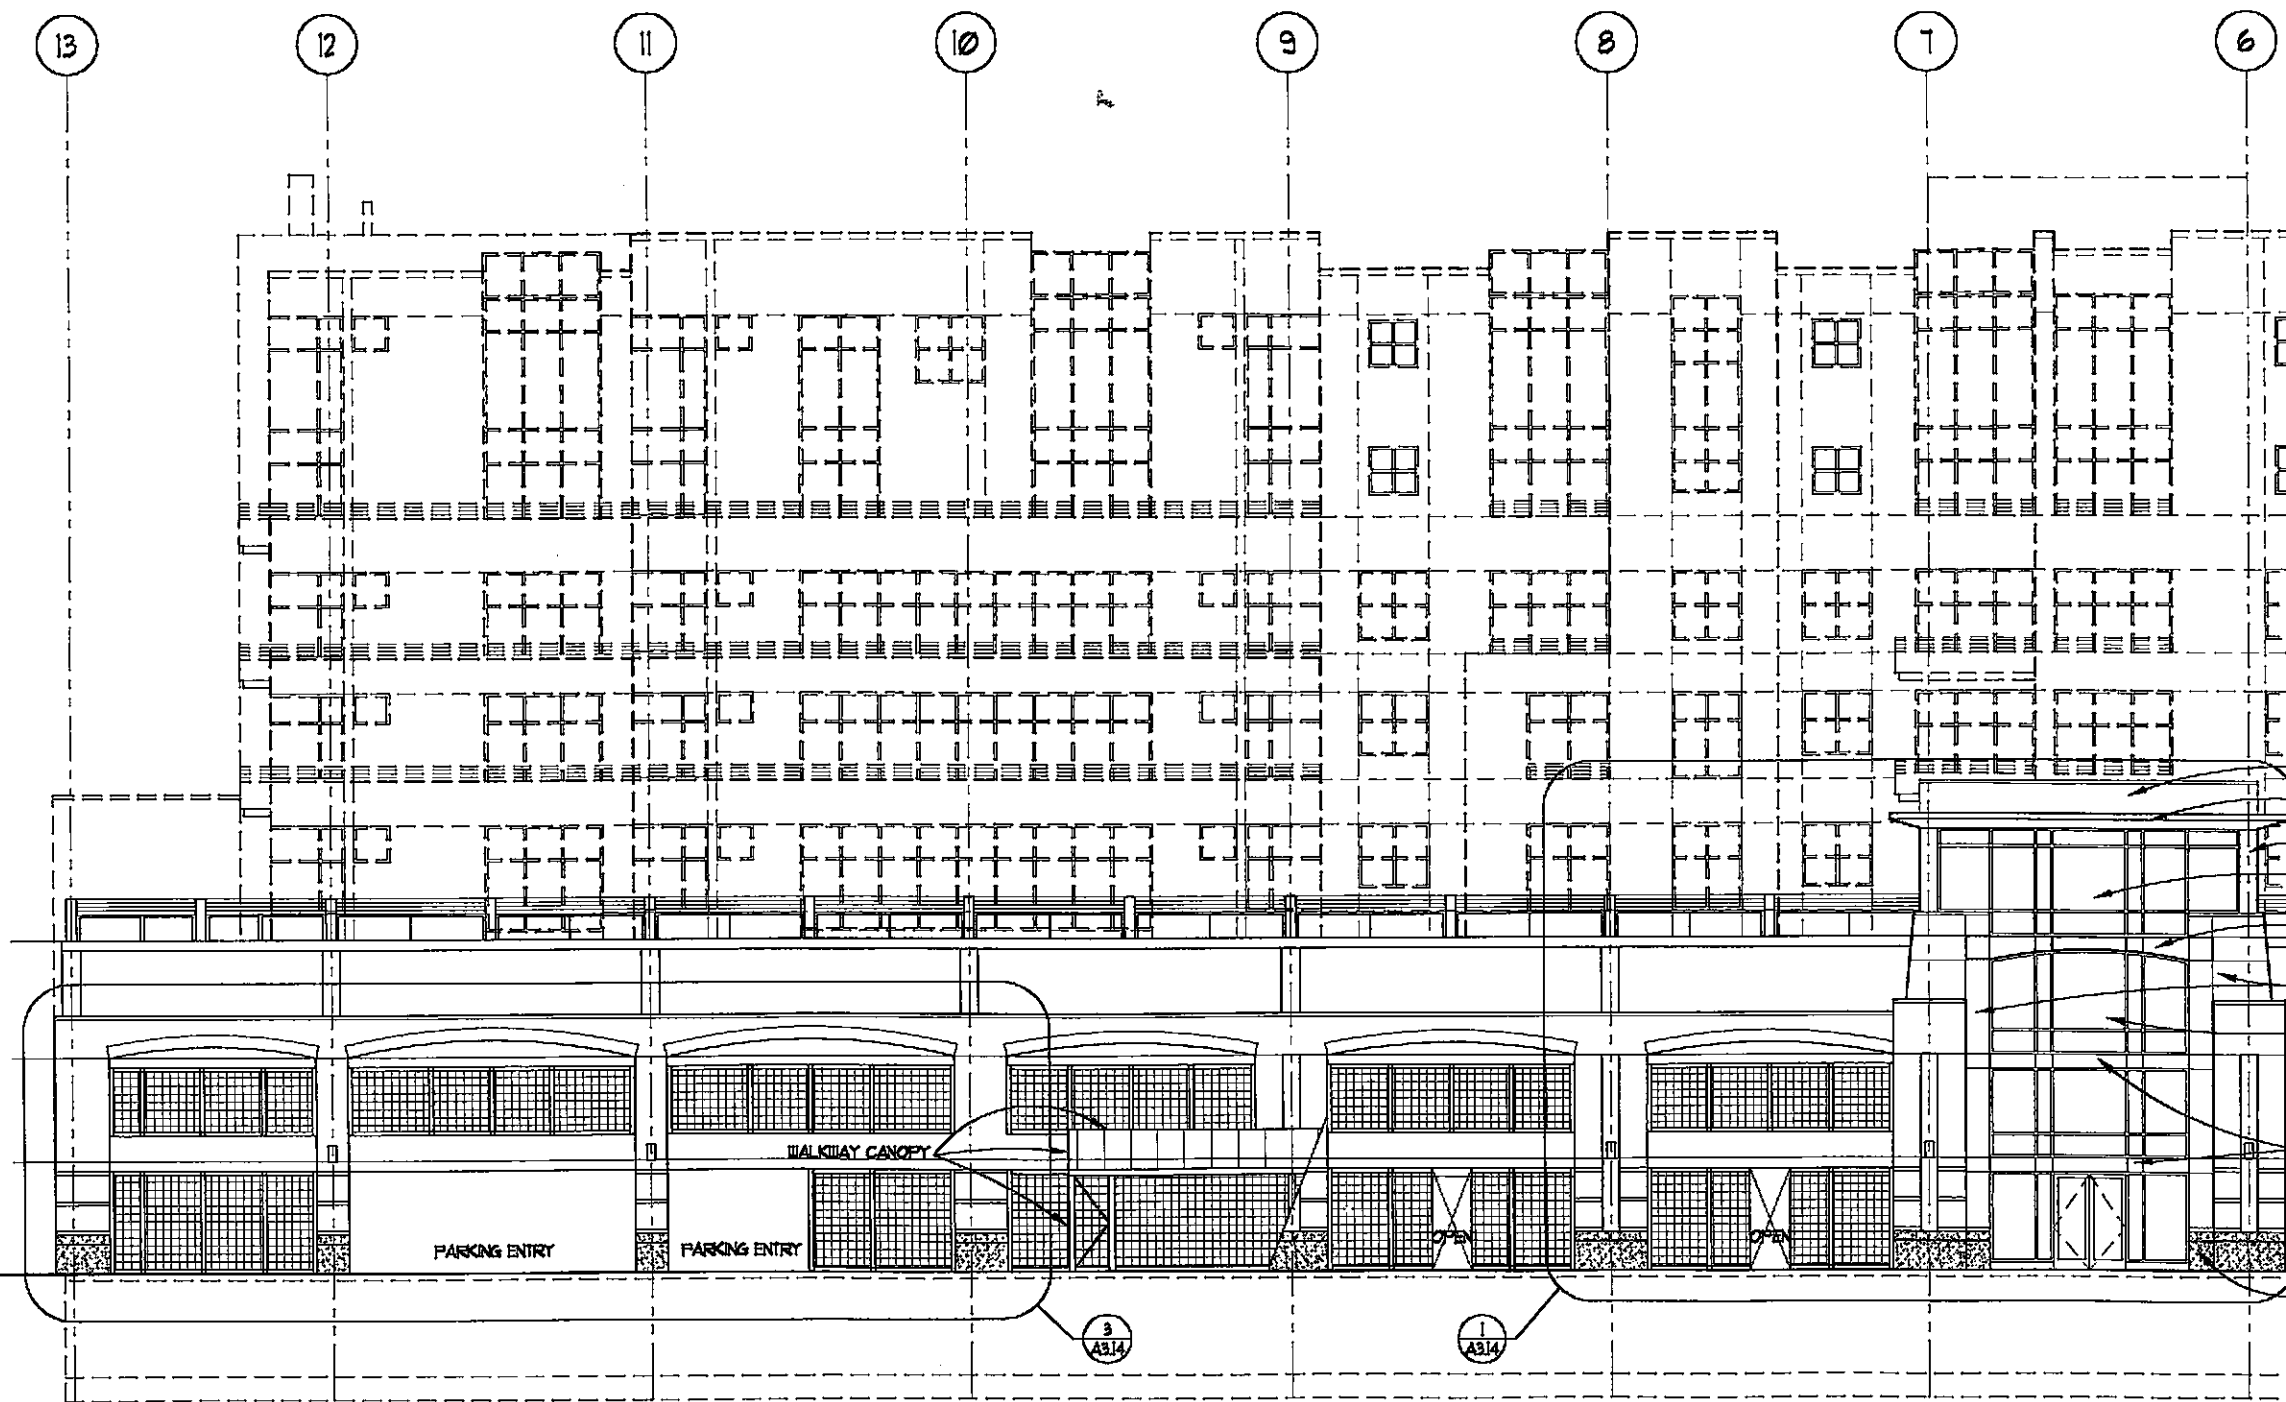 13 12 11 10 9 8 7 6
WALKWAY CANOPY
PARKING ENTRY PARKING ENTRY OPEN OPEN
3 1
A3.14 A3.14